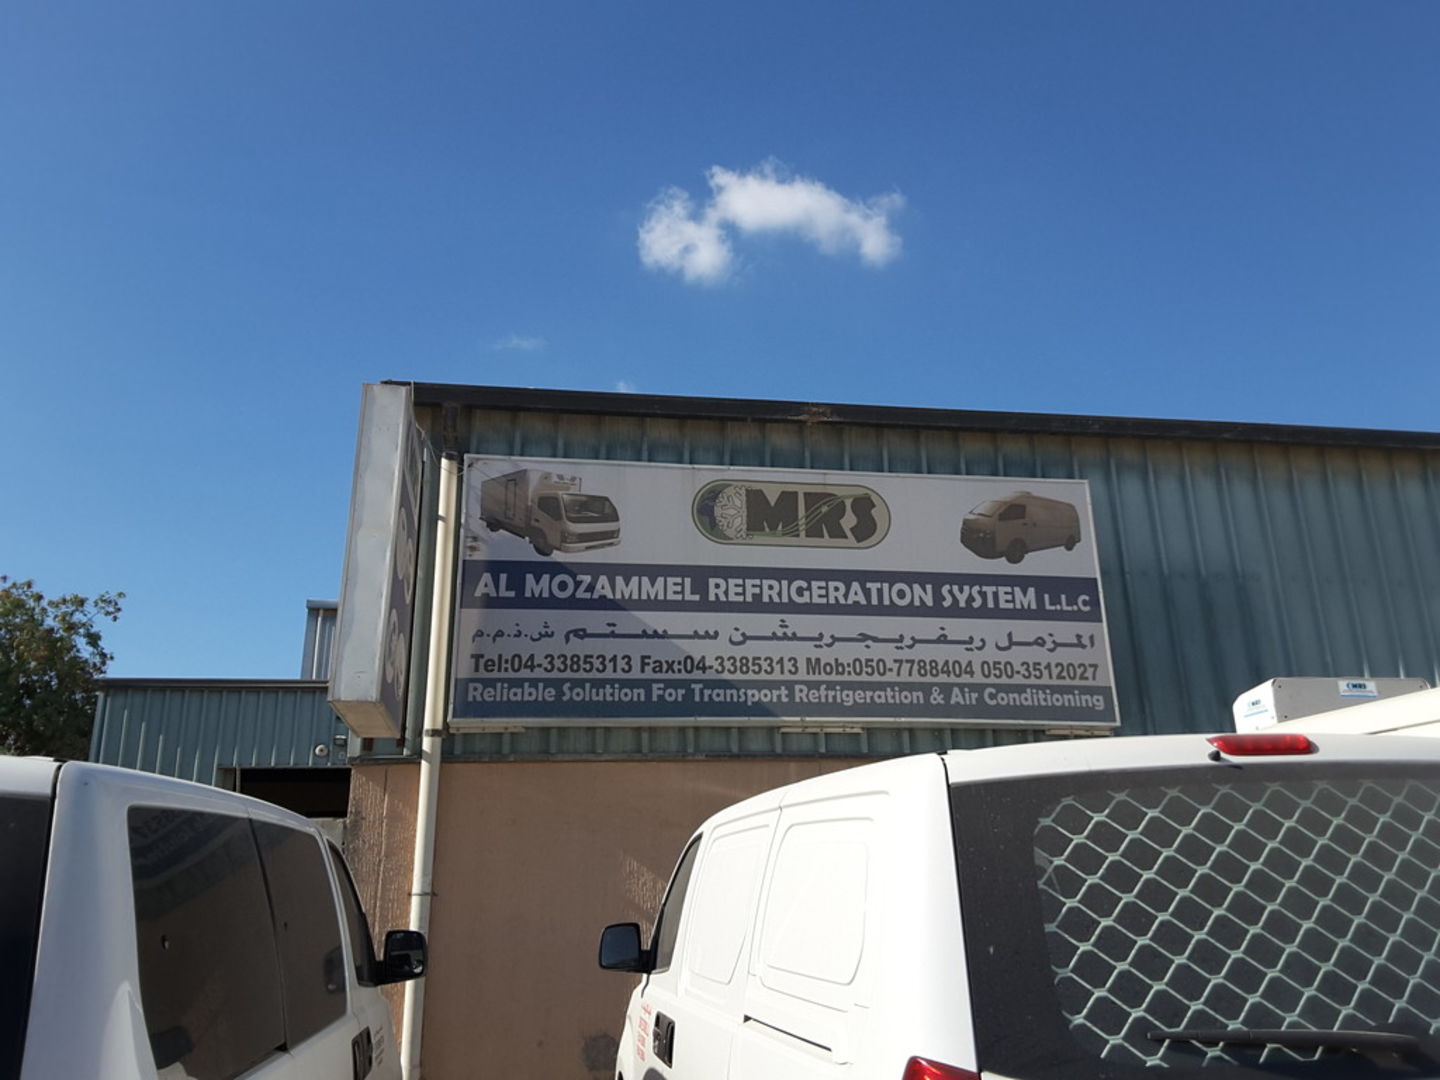 MRS
AL MOZAMMEL REFRIGERATION SYSTEM L.L.C
المزمل ريفريجريشن سستم ش.ذ.م.م
Tel:04-3385313 Fax:04-3385313 Mob:050-7788404 050-3512027
Reliable Solution For Transport Refrigeration & Air Conditioning
MRS